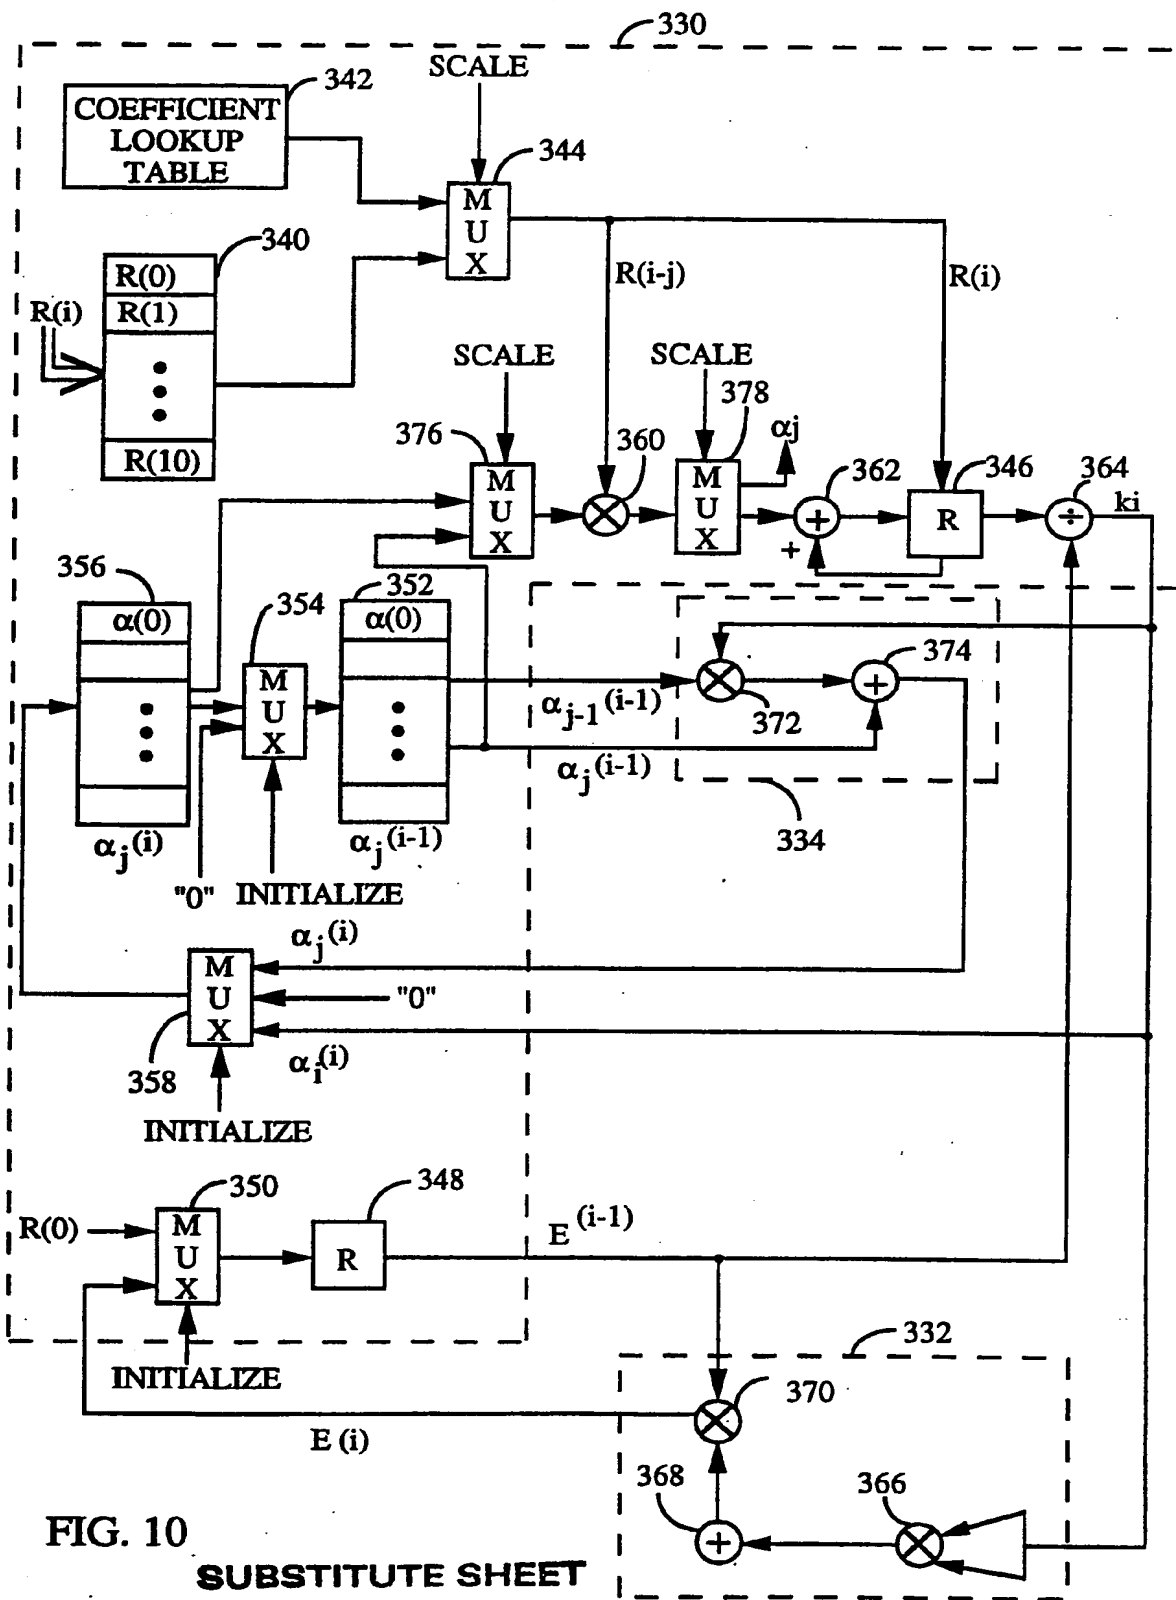 330
SCALE
342
COEFFICIENT
LOOKUP
TABLE
344
M
U
X
340
R(0)
R(1)
R(10)
R(i)
R(i-j)
R(i)
SCALE
SCALE
376
M
U
X
360
378
M
U
X
αj
362
+
+
346
R
364
÷
ki
356
α(0)
αj(i)
354
M
U
X
"0"
INITIALIZE
352
α(0)
αj(i-1)
αj-1(i-1)
αj(i-1)
372
374
+
334
αj(i)
M
U
X
"0"
αi(i)
358
INITIALIZE
350
R(0)
M
U
X
348
R
E(i-1)
INITIALIZE
332
370
E (i)
368
+
366
FIG. 10
SUBSTITUTE SHEET